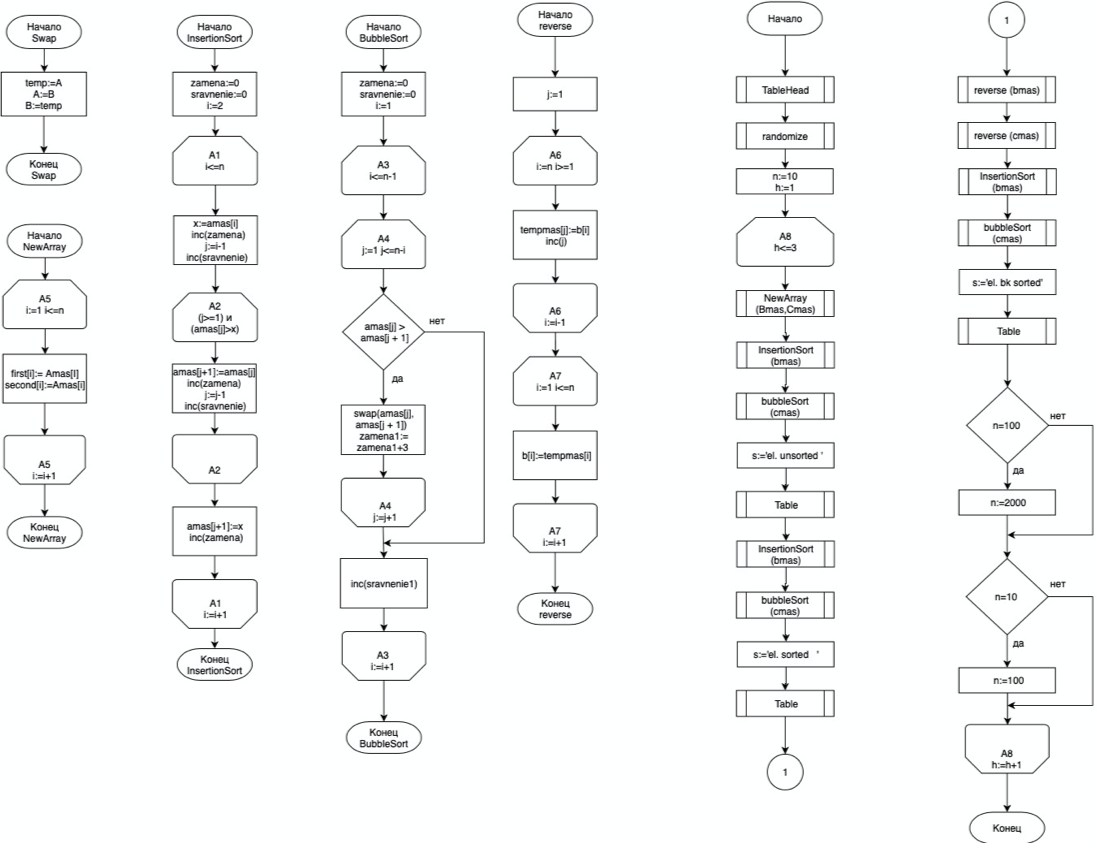 Начало
Swap
temp:=A
A:=B
B:=temp
Конец
Swap
Начало
NewArray
A5
i:=1 i<=n
first[i]:= Amas[I]
second[i]:=Amas[i]
A5
i:=i+1
Конец
NewArray
Начало
InsertionSort
zamena:=0
sravnenie:=0
i:=2
A1
i<=n
x:=amas[i]
inc(zamena)
j:=i-1
inc(sravnenie)
A2
(j>=1) и
(amas[j]>x)
amas[j+1]:=amas[j]
inc(zamena)
j:=j-1
inc(sravnenie)
A2
amas[j+1]:=x
inc(zamena)
A1
i:=i+1
Конец
InsertionSort
Начало
BubbleSort
zamena:=0
sravnenie:=0
i:=1
A3
i<=n-1
A4
j:=1 j<=n-i
amas[j] >
amas[j + 1]
нет
да
swap(amas[j],
amas[j + 1])
zamena1:=
zamena1+3
A4
j:=j+1
inc(sravnenie1)
A3
i:=i+1
Конец
BubbleSort
Начало
reverse
j:=1
A6
i:=n i>=1
tempmas[j]:=b[i]
inc(j)
A6
i:=i-1
A7
i:=1 i<=n
b[i]:=tempmas[i]
A7
i:=i+1
Конец
reverse
Начало
TableHead
randomize
n:=10
h:=1
A8
h<=3
NewArray
(Bmas,Cmas)
InsertionSort
(bmas)
bubbleSort
(cmas)
s:='el. unsorted '
Table
InsertionSort
(bmas)
bubbleSort
(cmas)
s:='el. sorted   '
Table
1
1
reverse (bmas)
reverse (cmas)
InsertionSort
(bmas)
bubbleSort
(cmas)
s:='el. bk sorted'
Table
n=100
нет
да
n:=2000
n=10
нет
да
n:=100
A8
h:=h+1
Конец